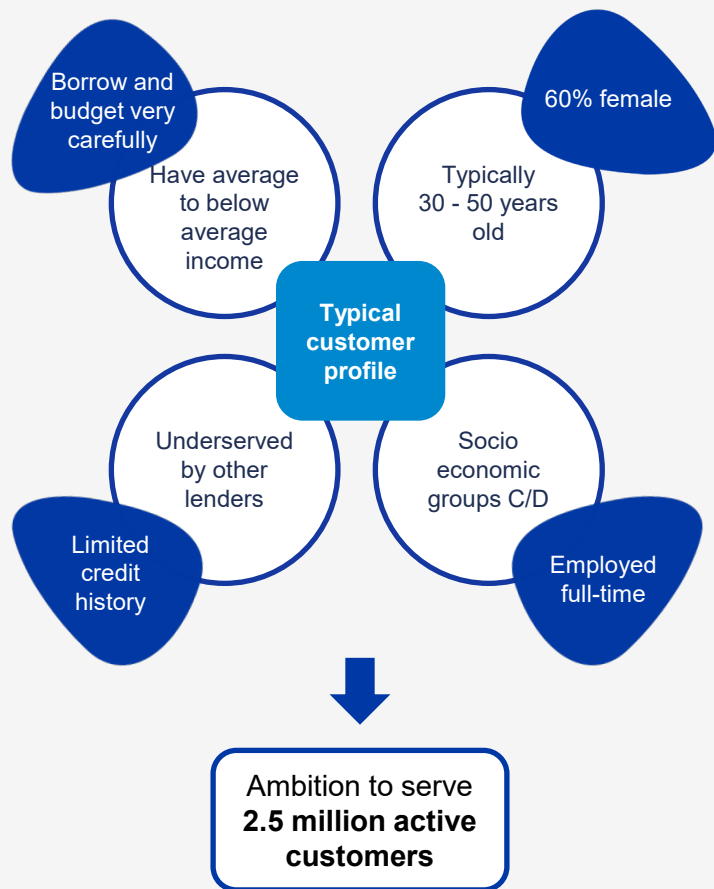 Borrow and
budget very
carefully
Have average
to below
average
income
60% female
Typically
30 - 50 years
old
Typical
customer
profile
Underserved
by other
lenders
Limited
credit
history
Socio
economic
groups C/D
Employed
full-time
Ambition to serve
2.5 million active
customers